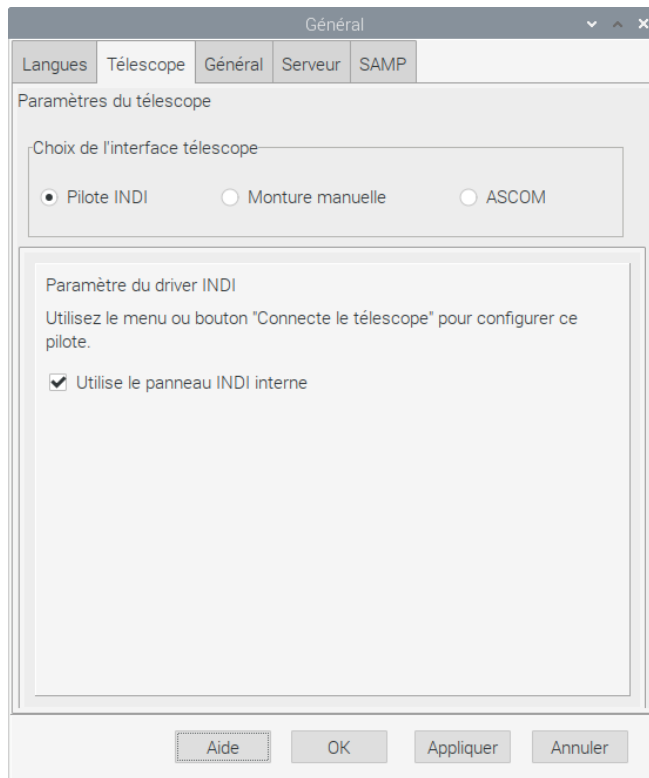 Général
Langues Télescope Général Serveur SAMP
Paramètres du télescope
Choix de l'interface télescope
Pilote INDI Monture manuelle ASCOM
Paramètre du driver INDI
Utilisez le menu ou bouton "Connecte le télescope" pour configurer ce
pilote.
Utilise le panneau INDI interne
Aide OK Appliquer Annuler